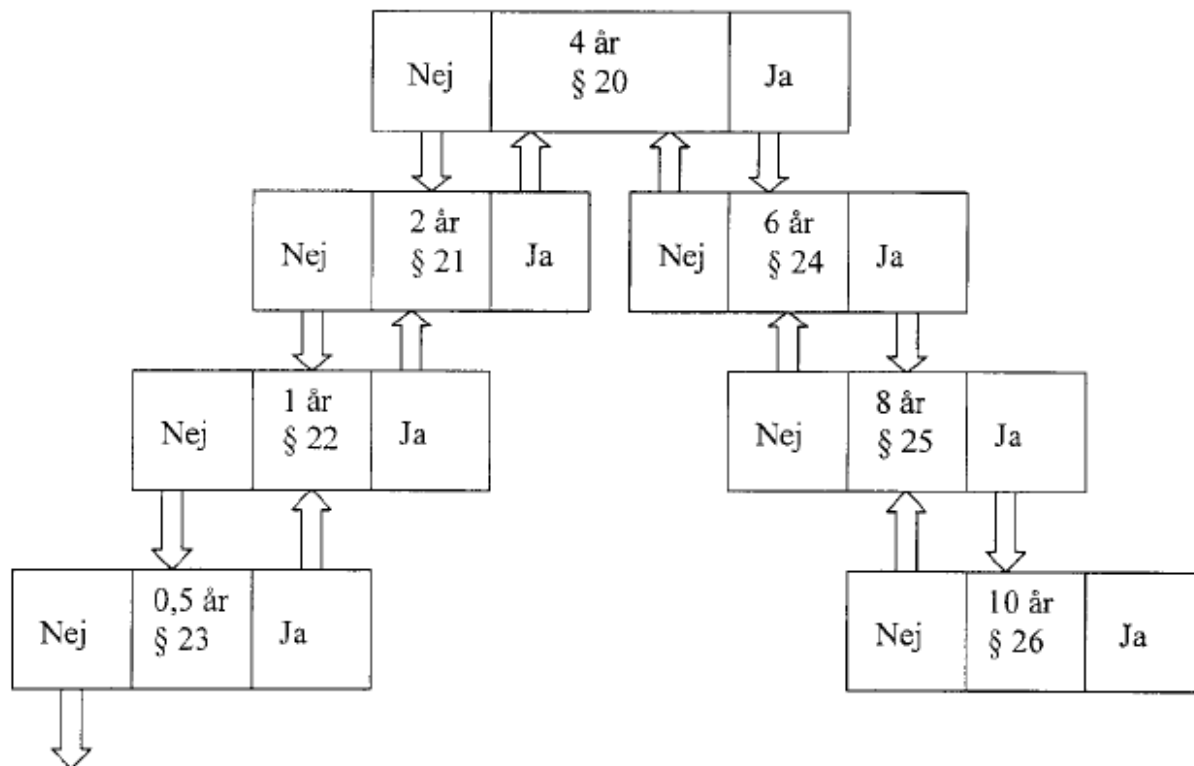 Nej
4 år
§ 20
Ja
Nej
2 år
§ 21
Ja
Nej
6 år
§ 24
Ja
Nej
1 år
§ 22
Ja
Nej
8 år
§ 25
Ja
Nej
0,5 år
§ 23
Ja
Nej
10 år
§ 26
Ja